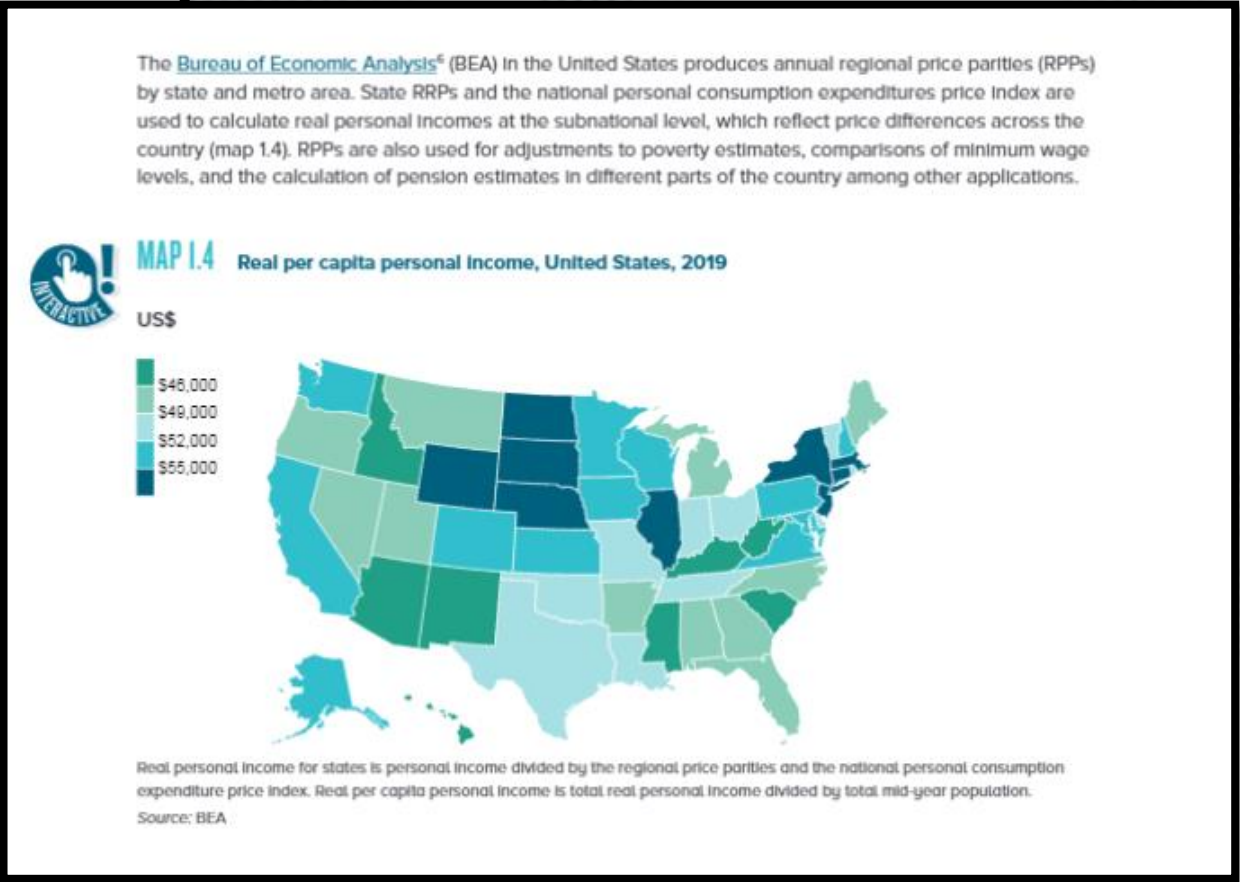 The Bureau of Economic Analysis⁶ (BEA) in the United States produces annual regional price parities (RPPs)
by state and metro area. State RRPs and the national personal consumption expenditures price index are
used to calculate real personal incomes at the subnational level, which reflect price differences across the
country (map 1.4). RPPs are also used for adjustments to poverty estimates, comparisons of minimum wage
levels, and the calculation of pension estimates in different parts of the country among other applications.
INTERACTIVE!
MAP 1.4 Real per capita personal income, United States, 2019
US$
$46,000
$49,000
$52,000
$55,000
Real personal income for states is personal income divided by the regional price parities and the national personal consumption
expenditure price index. Real per capita personal income is total real personal income divided by total mid-year population.
Source: BEA